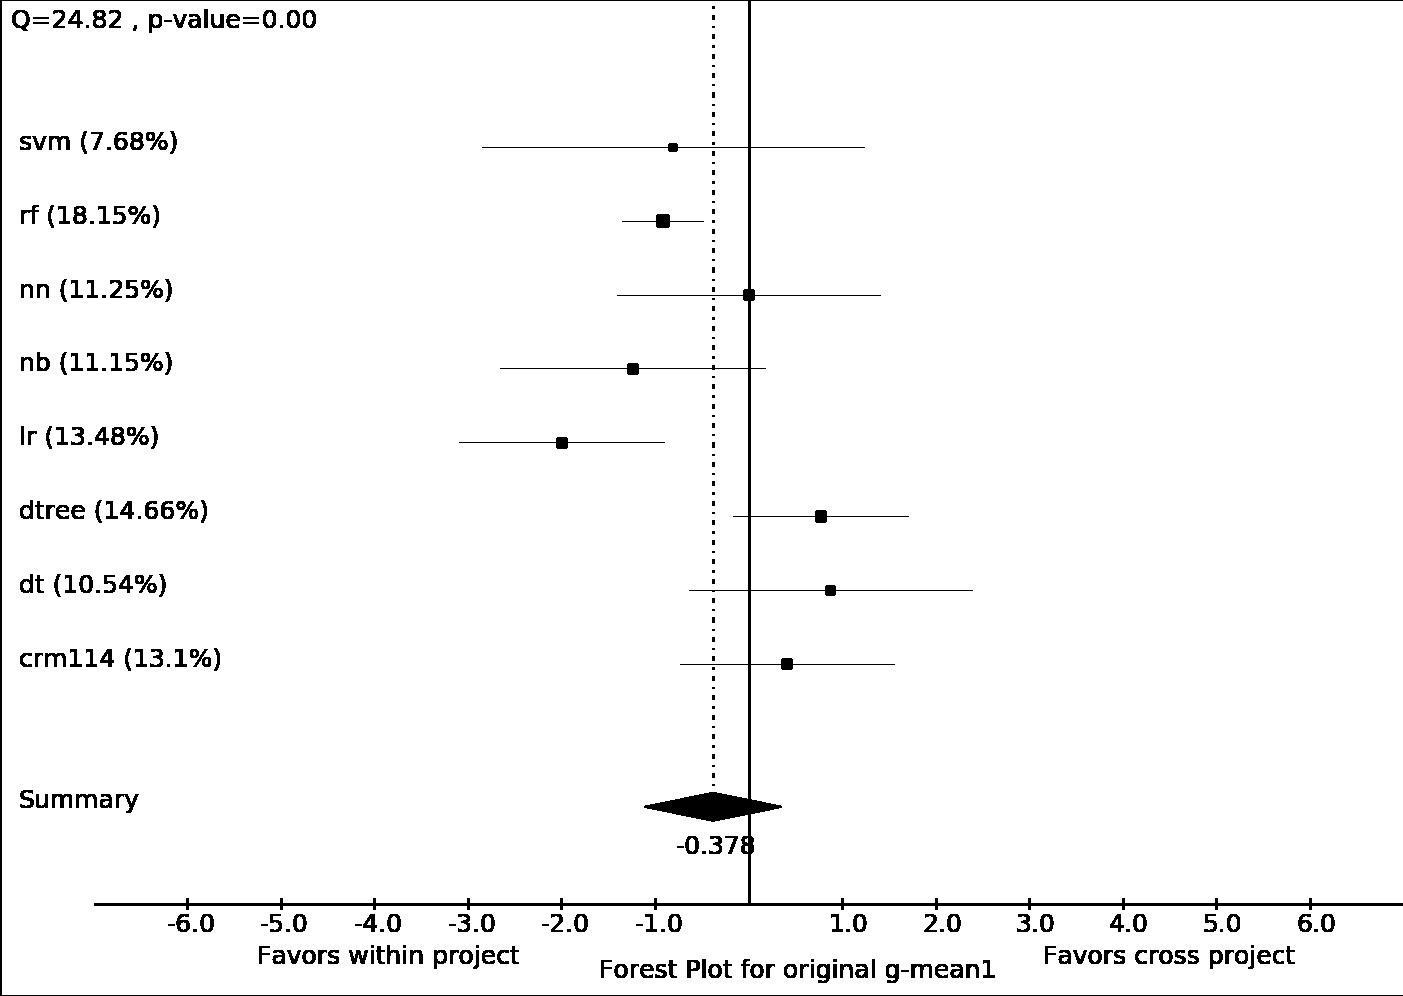 Q=24.82 , p-value=0.00
svm (7.68%)
rf (18.15%)
nn (11.25%)
nb (11.15%)
lr (13.48%)
dtree (14.66%)
dt (10.54%)
crm114 (13.1%)
Summary
-0.378
-6.0 -5.0 -4.0 -3.0 -2.0 -1.0 1.0 2.0 3.0 4.0 5.0 6.0
Favors within project Favors cross project
Forest Plot for original g-mean1